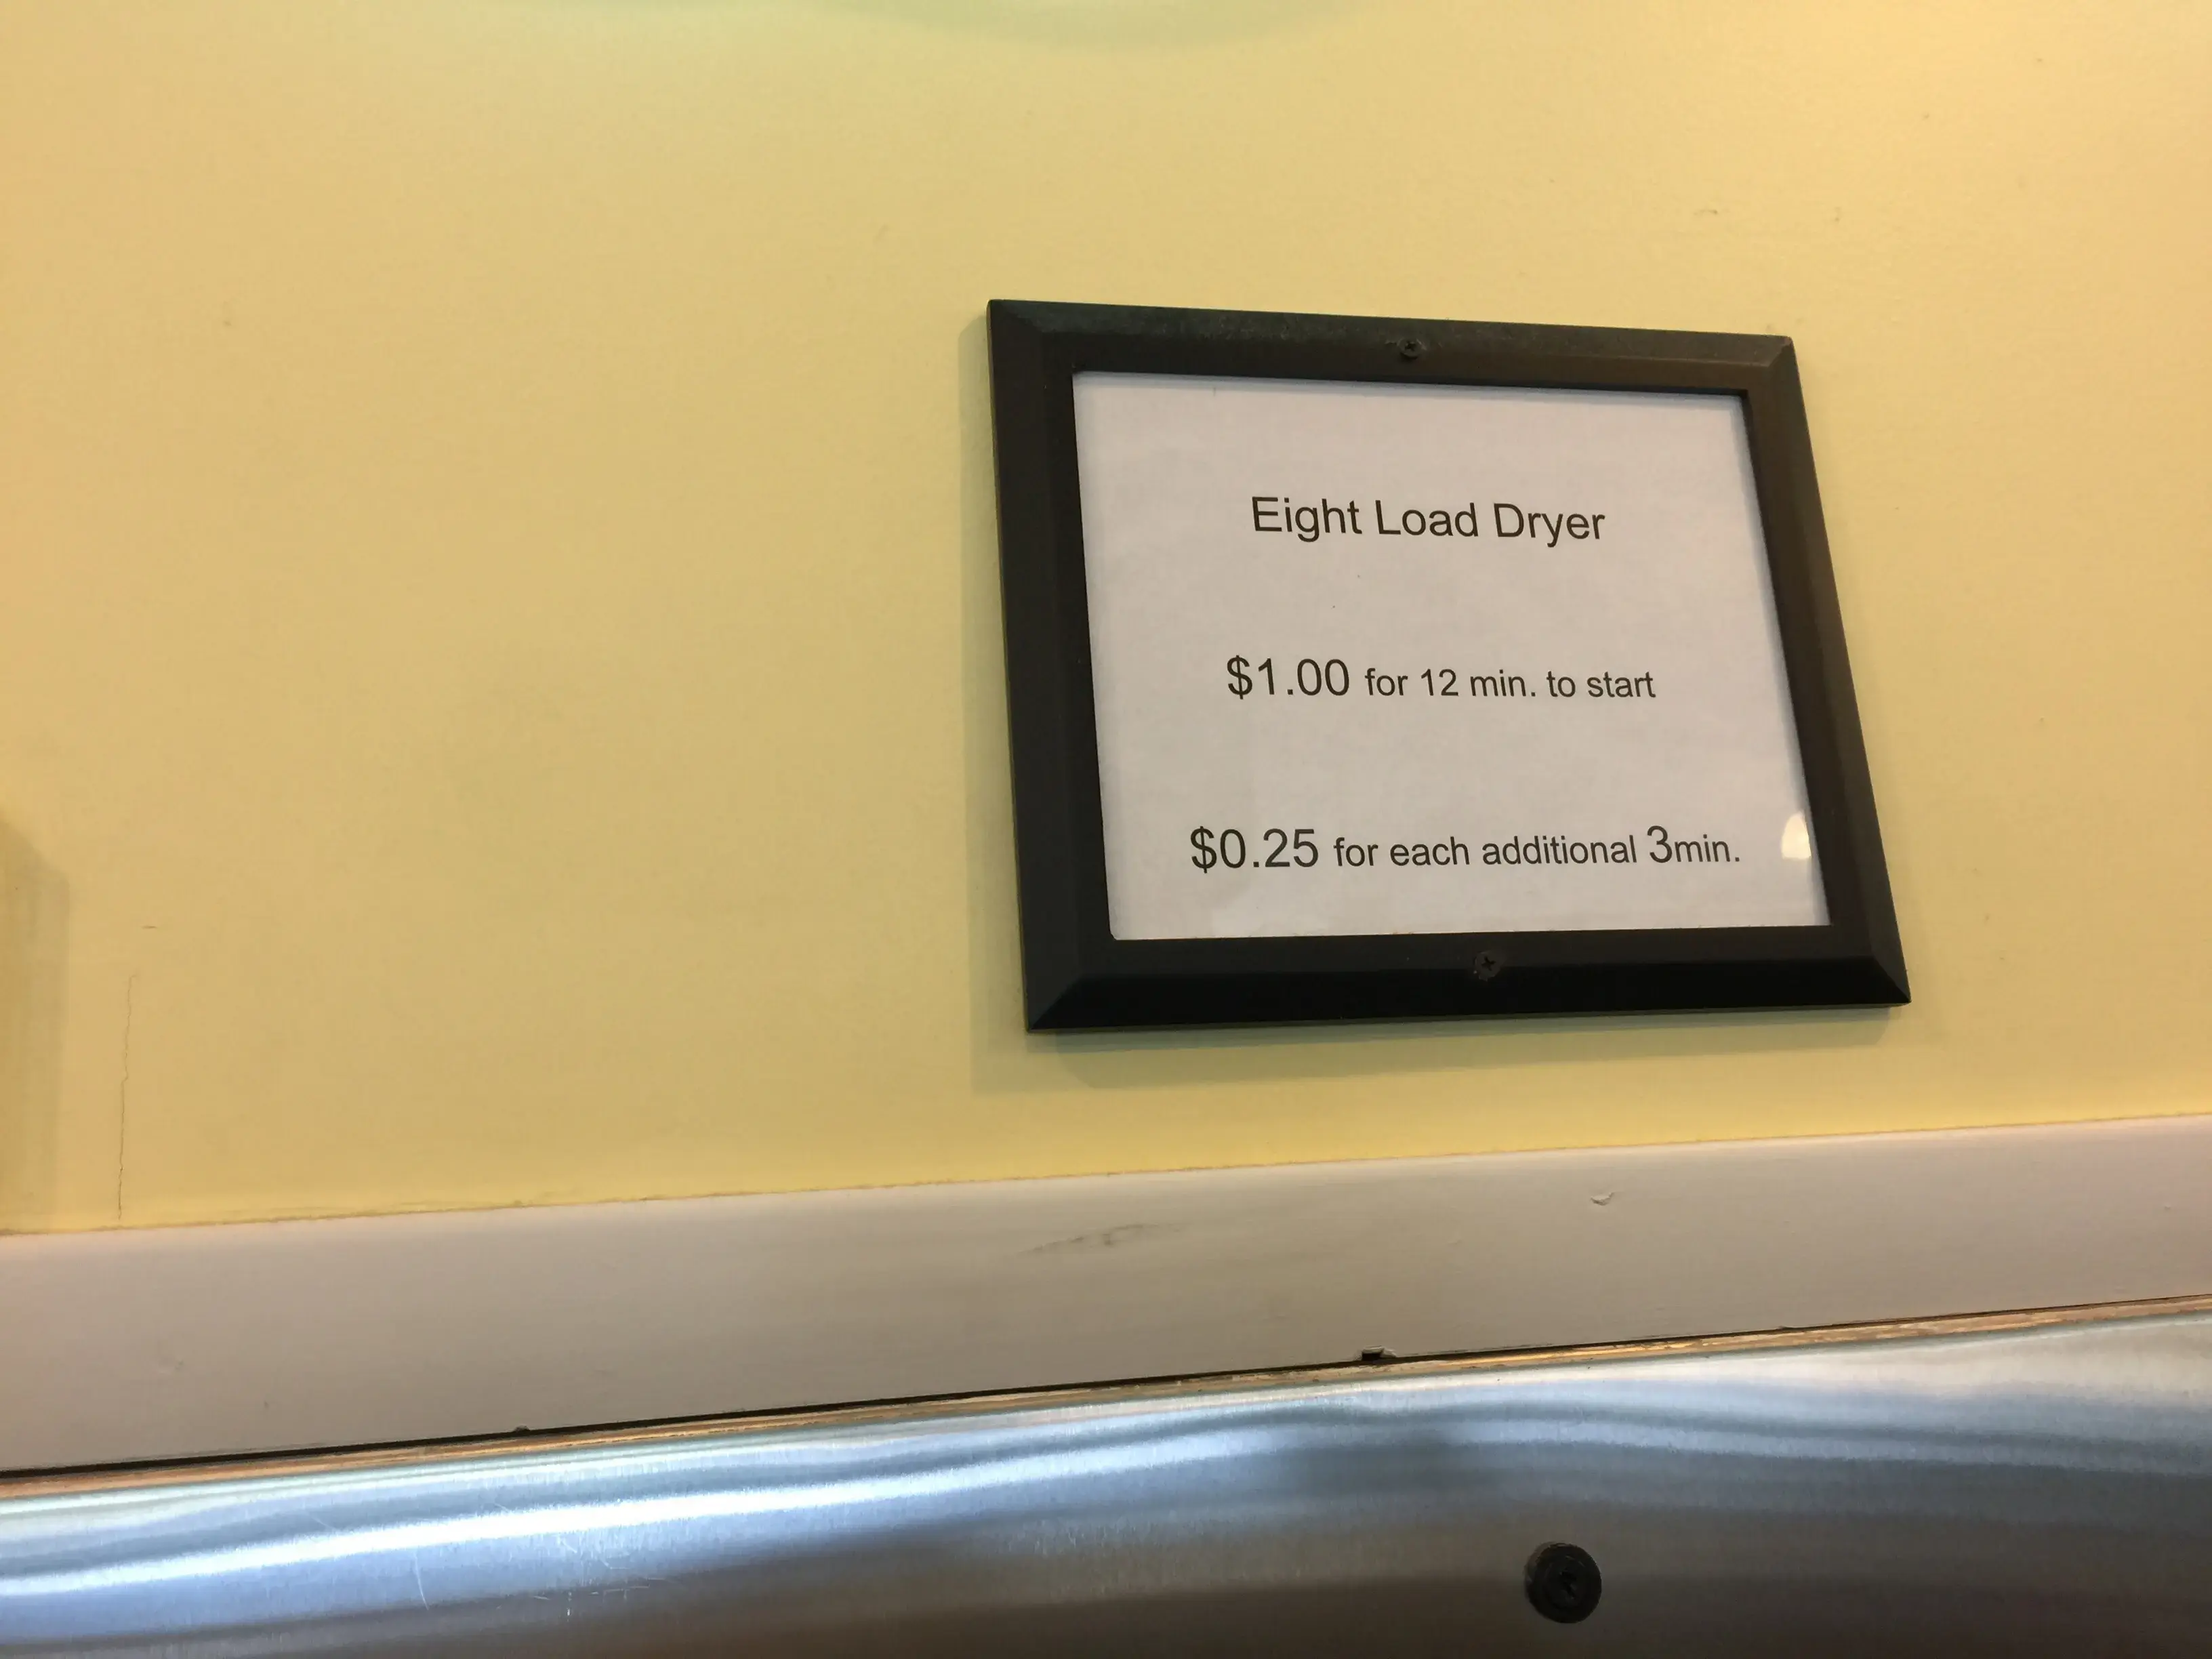 Eight Load Dryer
$1.00 for 12 min. to start
$0.25 for each additional 3min.